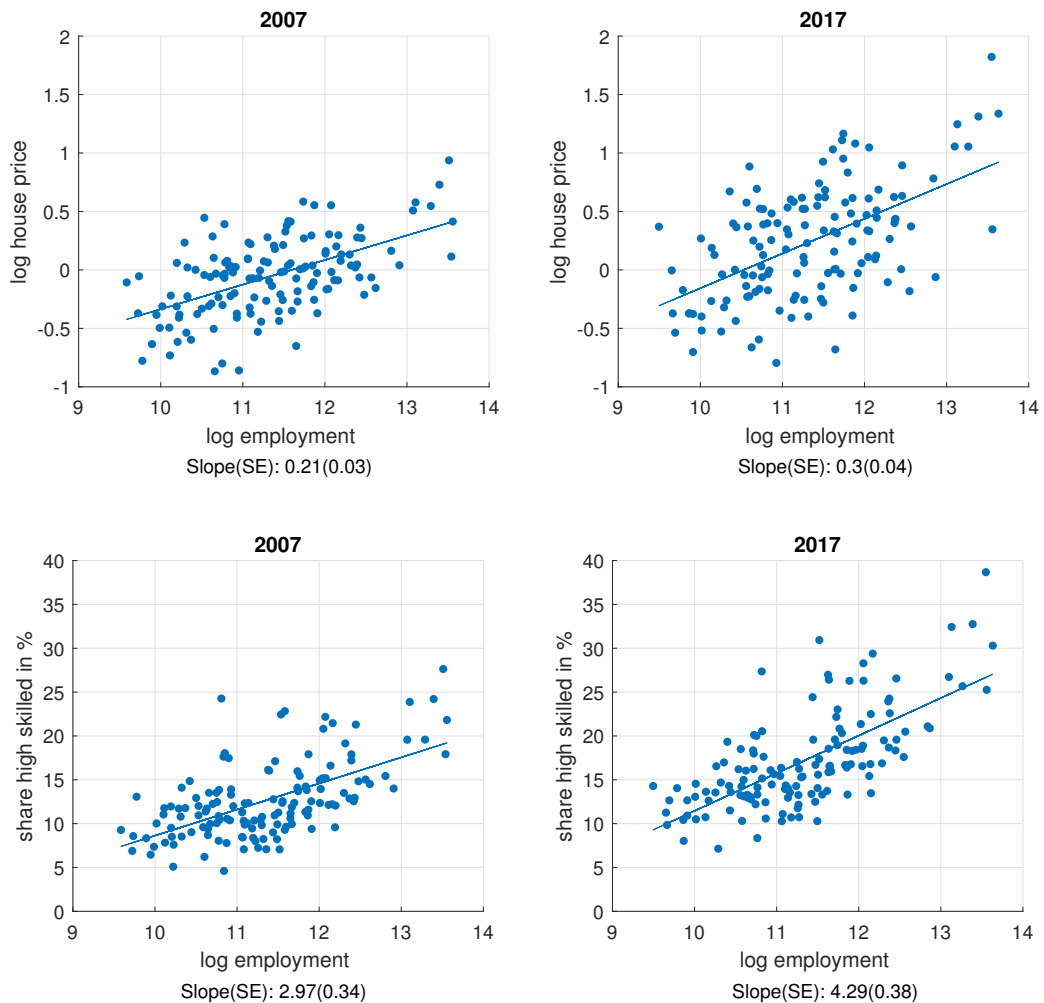 2007
2
1.5
1
0.5
0
-0.5
-1
log house price
9 10 11 12 13 14
log employment
Slope(SE): 0.21(0.03)
2017
2
1.5
1
0.5
0
-0.5
-1
log house price
9 10 11 12 13 14
log employment
Slope(SE): 0.3(0.04)
2007
40
35
30
25
20
15
10
5
0
share high skilled in %
9 10 11 12 13 14
log employment
Slope(SE): 2.97(0.34)
2017
40
35
30
25
20
15
10
5
0
share high skilled in %
9 10 11 12 13 14
log employment
Slope(SE): 4.29(0.38)